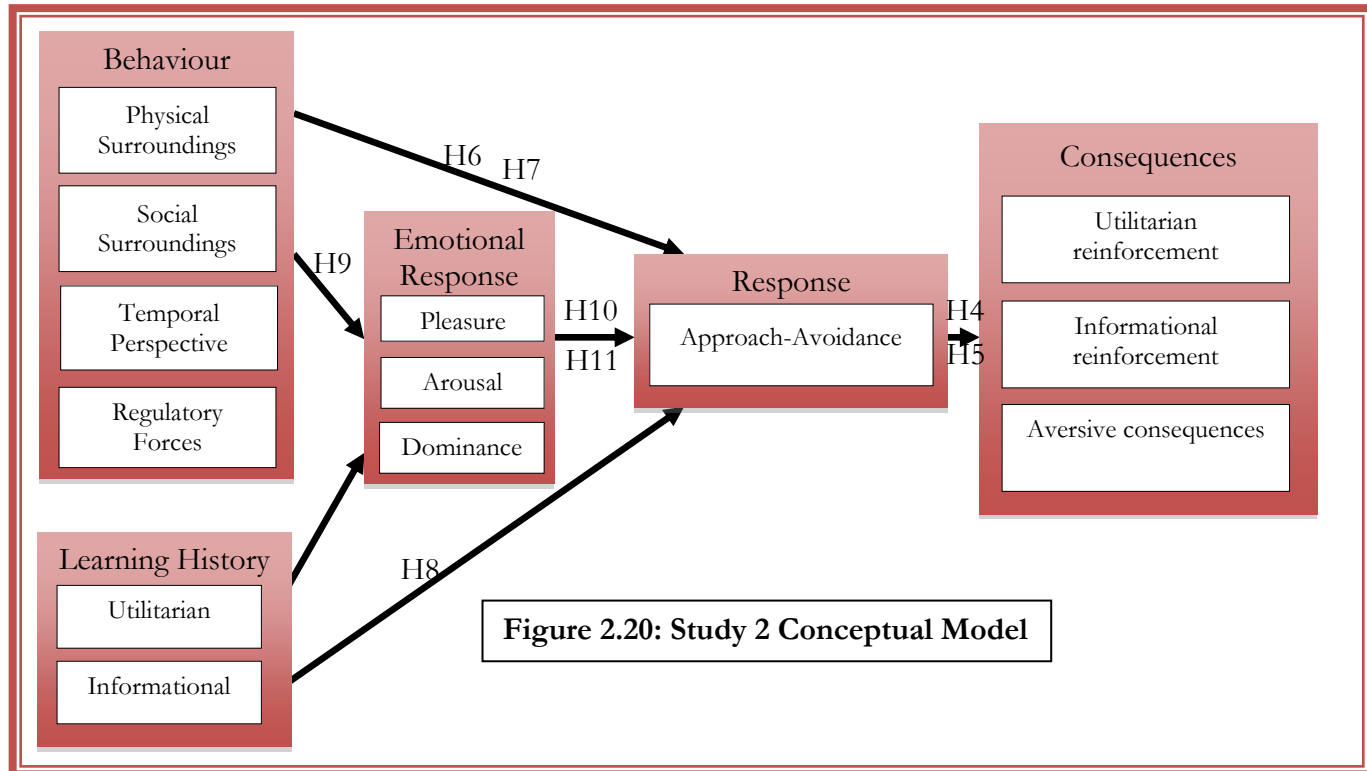 Behaviour
Physical
Surroundings
Social
Surroundings
Temporal
Perspective
Regulatory
Forces
Learning History
Utilitarian
Informational
H6
H7
H9
Emotional
Response
Pleasure
Arousal
Dominance
H10
H11
H8
Response
Approach-Avoidance
H4
H5
Consequences
Utilitarian
reinforcement
Informational
reinforcement
Aversive consequences
Figure 2.20: Study 2 Conceptual Model